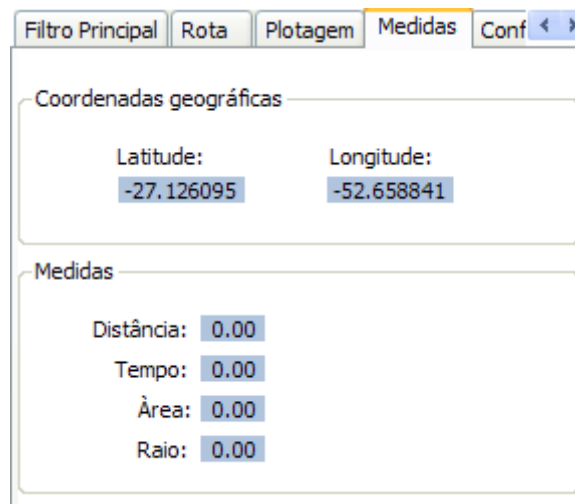 Filtro Principal Rota Plotagem Medidas Conf
Coordenadas geográficas
Latitude: Longitude:
-27.126095 -52.658841
Medidas
Distância: 0.00
Tempo: 0.00
Àrea: 0.00
Raio: 0.00